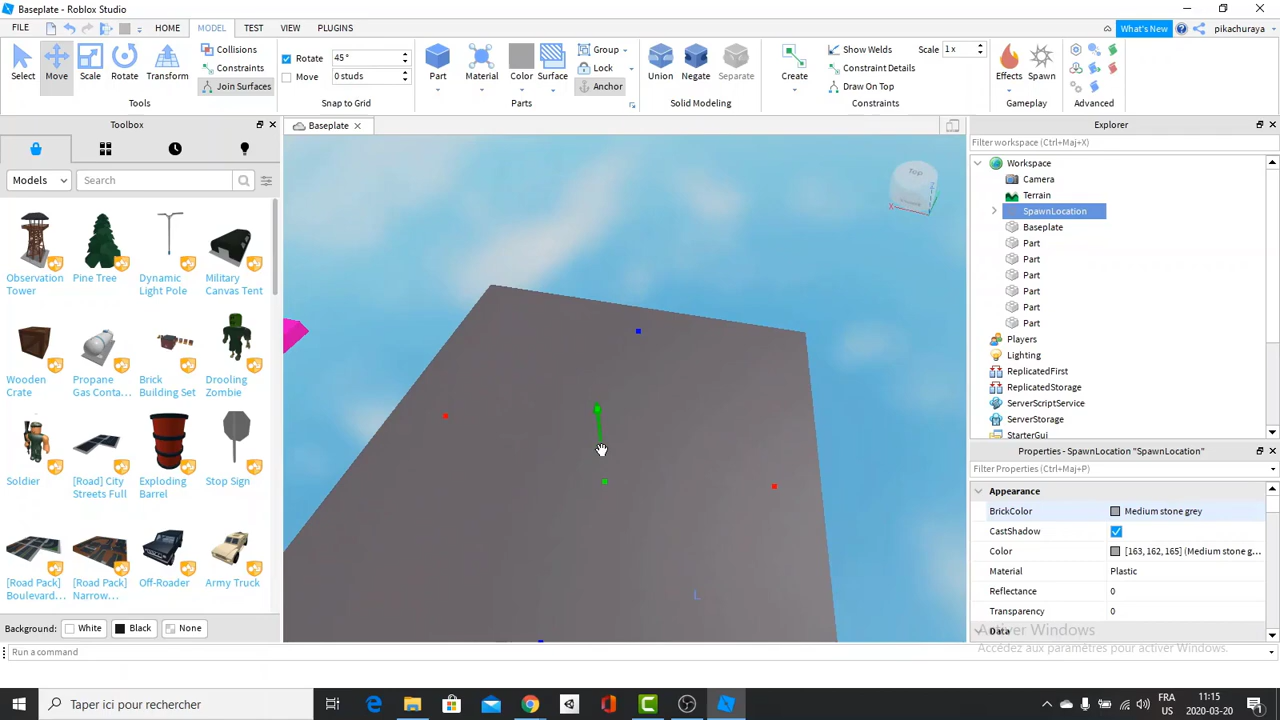 Baseplate - Roblox Studio
FILE HOME MODEL TEST VIEW PLUGINS What's New pikachuraya
Select Move Scale Rotate Transform
Collisions
Constraints
Join Surfaces
Tools
Rotate 45°
Move 0 studs
Snap to Grid
Part Material Color Surface
Group
Lock
Anchor
Parts
Union Negate Separate
Solid Modeling
Create
Show Welds Scale 1 x
Constraint Details
Draw On Top
Constraints
Effects Spawn
Gameplay
Advanced
Toolbox
Models Search
Observation Tower
Pine Tree
Dynamic Light Pole
Military Canvas Tent
Wooden Crate
Propane Gas Conta...
Brick Building Set
Drooling Zombie
Soldier
[Road] City Streets Full
Exploding Barrel
Stop Sign
[Road Pack] Boulevard...
[Road Pack] Narrow...
Off-Roader
Army Truck
Background: White Black None
Run a command
Baseplate
Top
X
L
Explorer
Filter workspace (Ctrl+Maj+X)
Workspace
Camera
Terrain
SpawnLocation
Baseplate
Part
Part
Part
Part
Part
Part
Players
Lighting
ReplicatedFirst
ReplicatedStorage
ServerScriptService
ServerStorage
StarterGui
Properties - SpawnLocation "SpawnLocation"
Filter Properties (Ctrl+Maj+P)
Appearance
BrickColor Medium stone grey
CastShadow
Color [163, 162, 165] (Medium stone g...
Material Plastic
Reflectance 0
Transparency 0
Data
Activer Windows
Accédez aux paramètres pour activer Windows.
Taper ici pour rechercher
FRA
US
11:15
2020-03-20
1